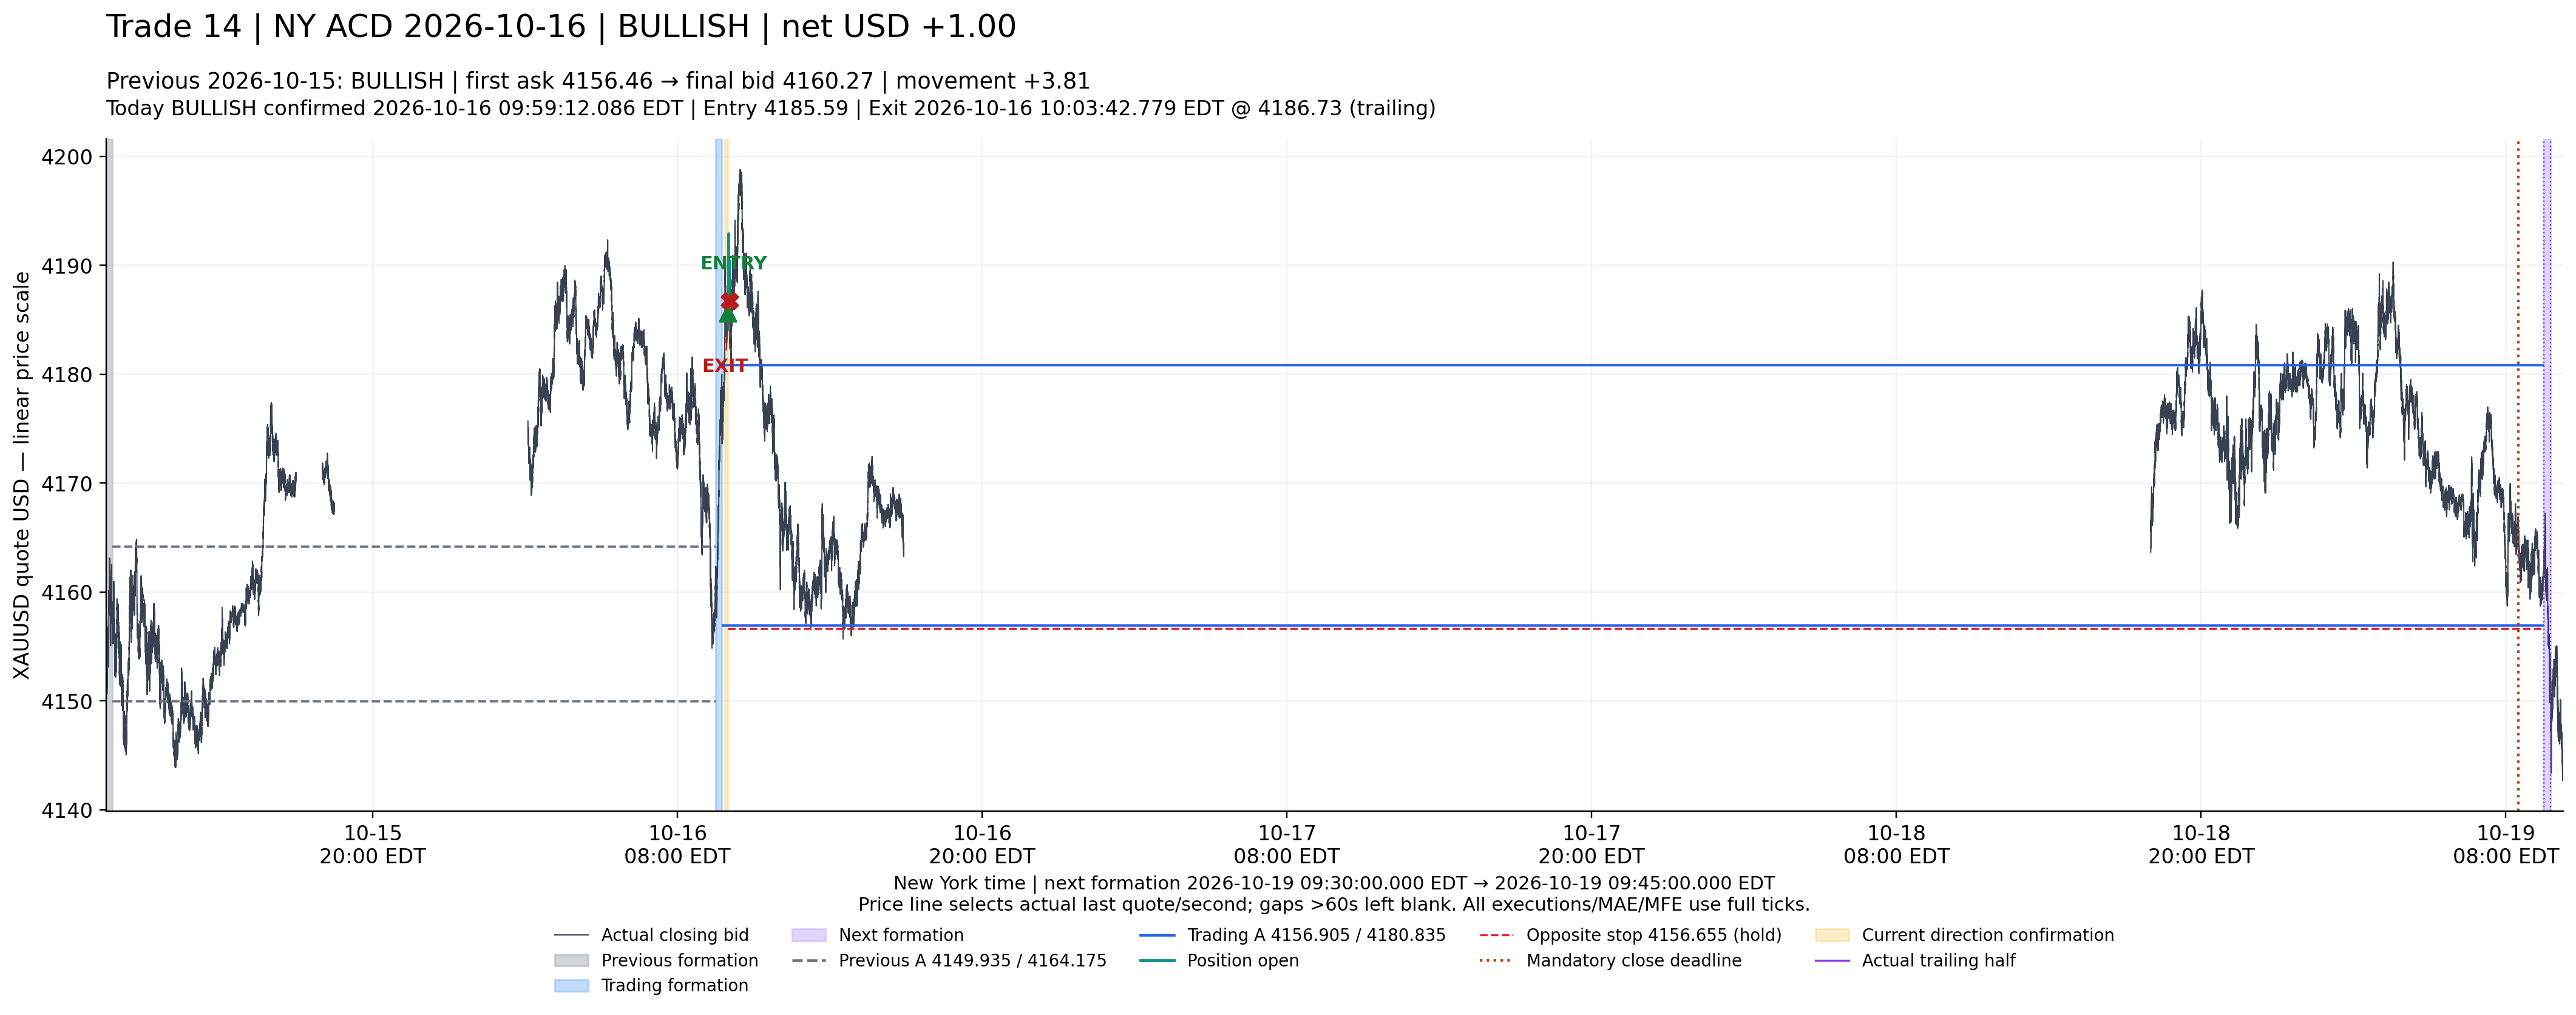 Trade 14 | NY ACD 2026-10-16 | BULLISH | net USD +1.00
Previous 2026-10-15: BULLISH | first ask 4156.46 → final bid 4160.27 | movement +3.81
Today BULLISH confirmed 2026-10-16 09:59:12.086 EDT | Entry 4185.59 | Exit 2026-10-16 10:03:42.779 EDT @ 4186.73 (trailing)
XAUUSD quote USD — linear price scale
4200
4190
4180
4170
4160
4150
4140
ENTRY
EXIT
10-15 20:00 EDT
10-16 08:00 EDT
10-16 20:00 EDT
10-17 08:00 EDT
10-17 20:00 EDT
10-18 08:00 EDT
10-18 20:00 EDT
10-19 08:00 EDT
New York time | next formation 2026-10-19 09:30:00.000 EDT → 2026-10-19 09:45:00.000 EDT
Price line selects actual last quote/second; gaps >60s left blank. All executions/MAE/MFE use full ticks.
Actual closing bid
Previous formation
Trading formation
Next formation
Previous A 4149.935 / 4164.175
Trading A 4156.905 / 4180.835
Position open
Opposite stop 4156.655 (hold)
Mandatory close deadline
Current direction confirmation
Actual trailing half